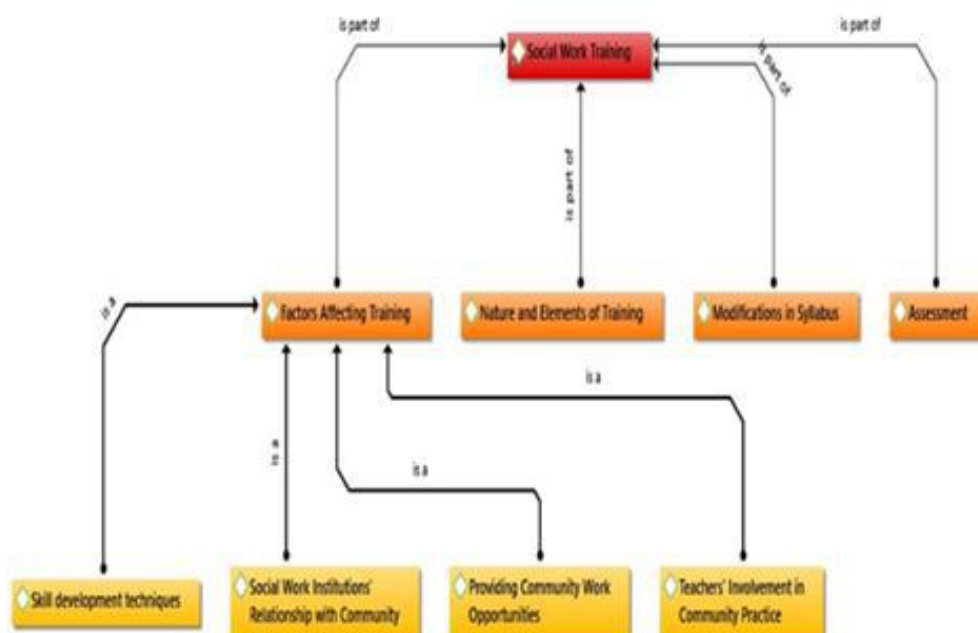 is part of
is part of
Social Work Training
is part of
is part of
is a
Factors Affecting Training
Nature and Elements of Training
Modifications in Syllabus
Assessment
is a
is a
is a
Skill development techniques
Social Work Institutions'
Relationship with Community
Providing Community Work
Opportunities
Teachers' Involvement in
Community Practice